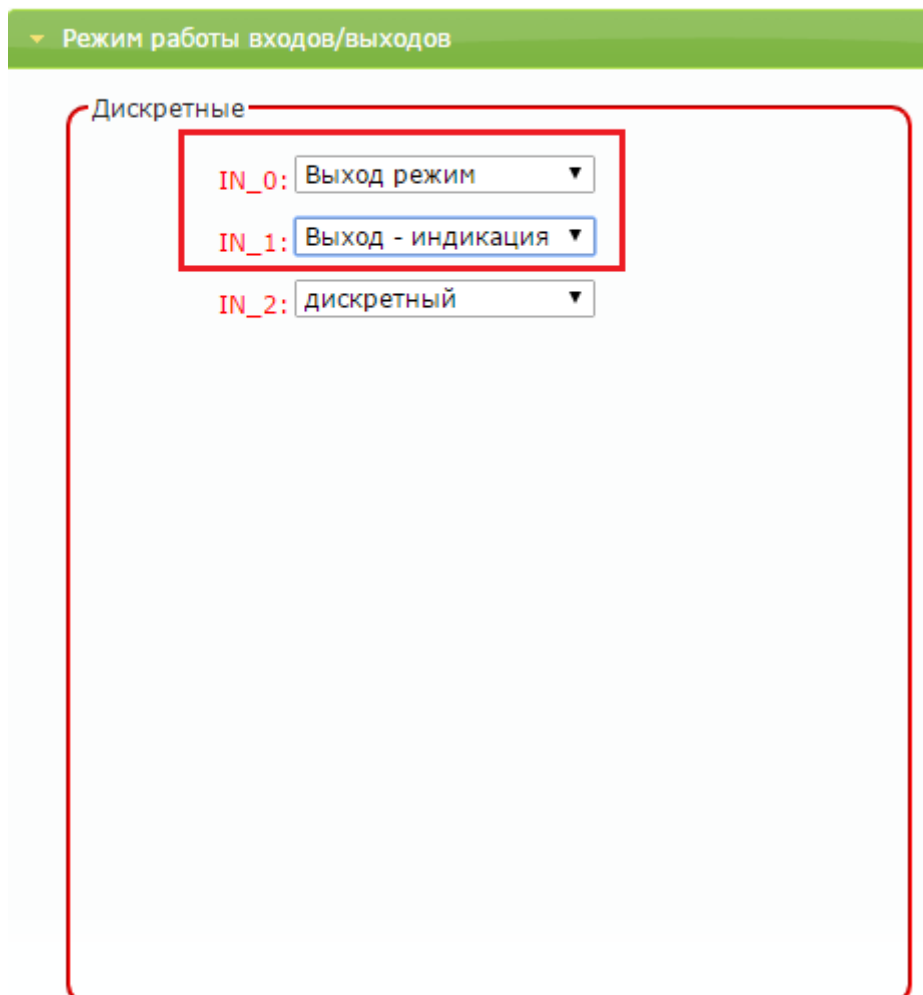 Режим работы входов/выходов
Дискретные
IN_0: Выход режим
IN_1: Выход - индикация
IN_2: дискретный